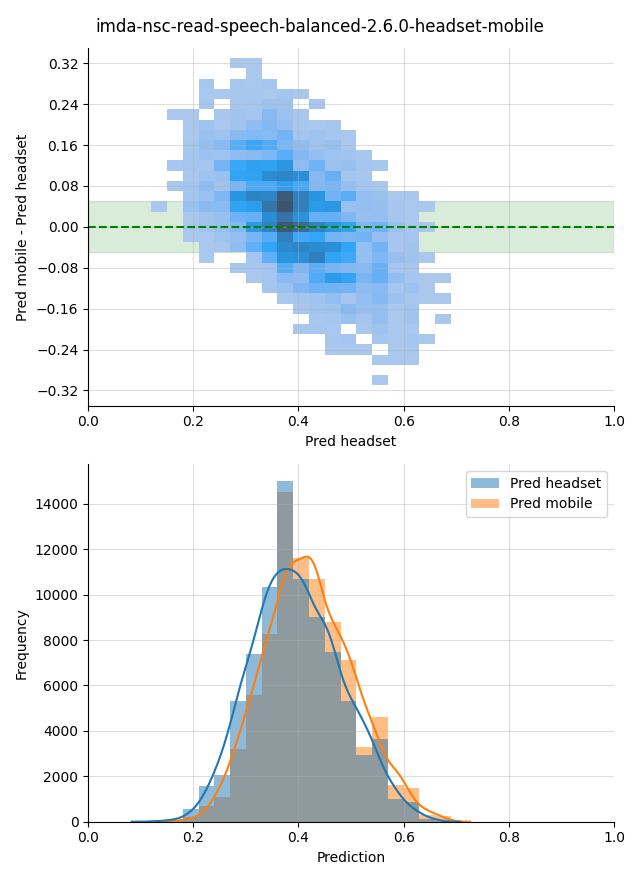 imda-nsc-read-speech-balanced-2.6.0-headset-mobile
0.32
0.24
0.16
0.08
0.00
−0.08
−0.16
−0.24
−0.32
Pred mobile - Pred headset
0.0 0.2 0.4 0.6 0.8 1.0
Pred headset
Pred headset
Pred mobile
14000
12000
10000
8000
6000
4000
2000
0
Frequency
0.0 0.2 0.4 0.6 0.8 1.0
Prediction